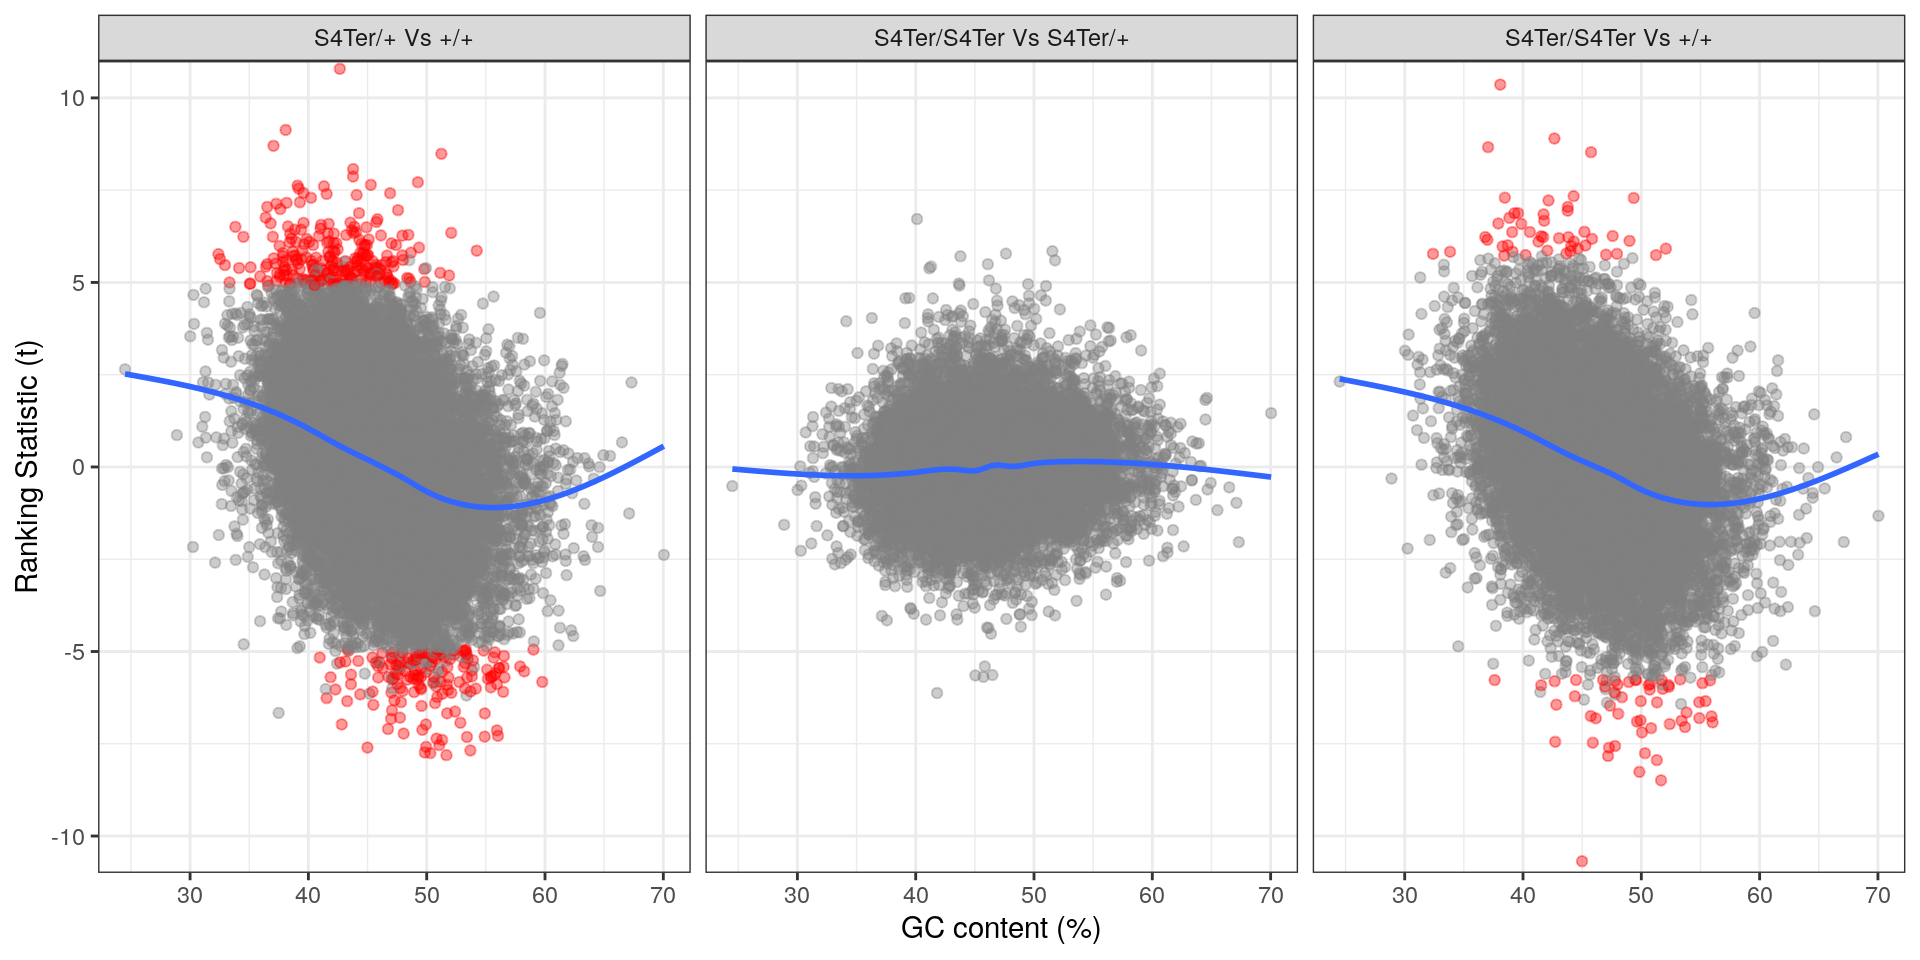 S4Ter/+ Vs +/+
S4Ter/S4Ter Vs S4Ter/+
S4Ter/S4Ter Vs +/+
Ranking Statistic (t)
10
5
0
-5
-10
30 40 50 60 70
30 40 50 60 70
30 40 50 60 70
GC content (%)